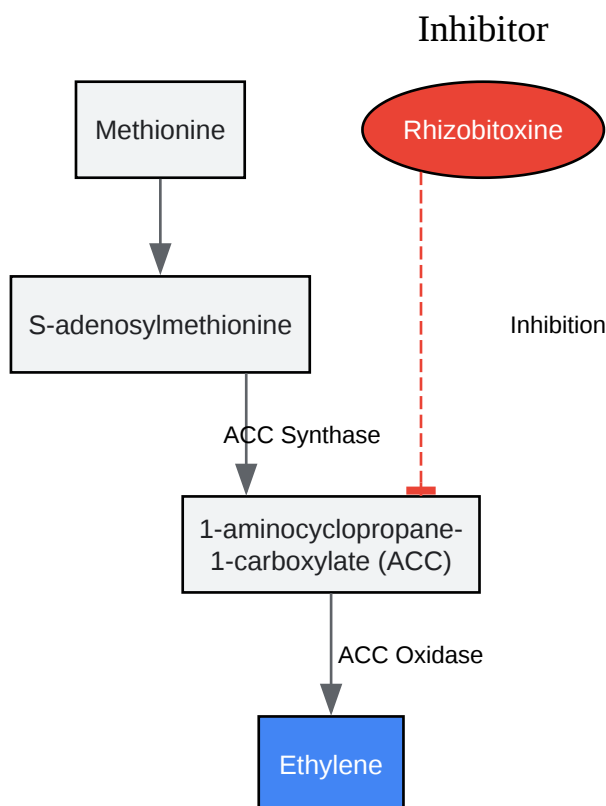 Inhibitor
Methionine
Rhizobitoxine
S-adenosylmethionine
Inhibition
ACC Synthase
1-aminocyclopropane-
1-carboxylate (ACC)
ACC Oxidase
Ethylene